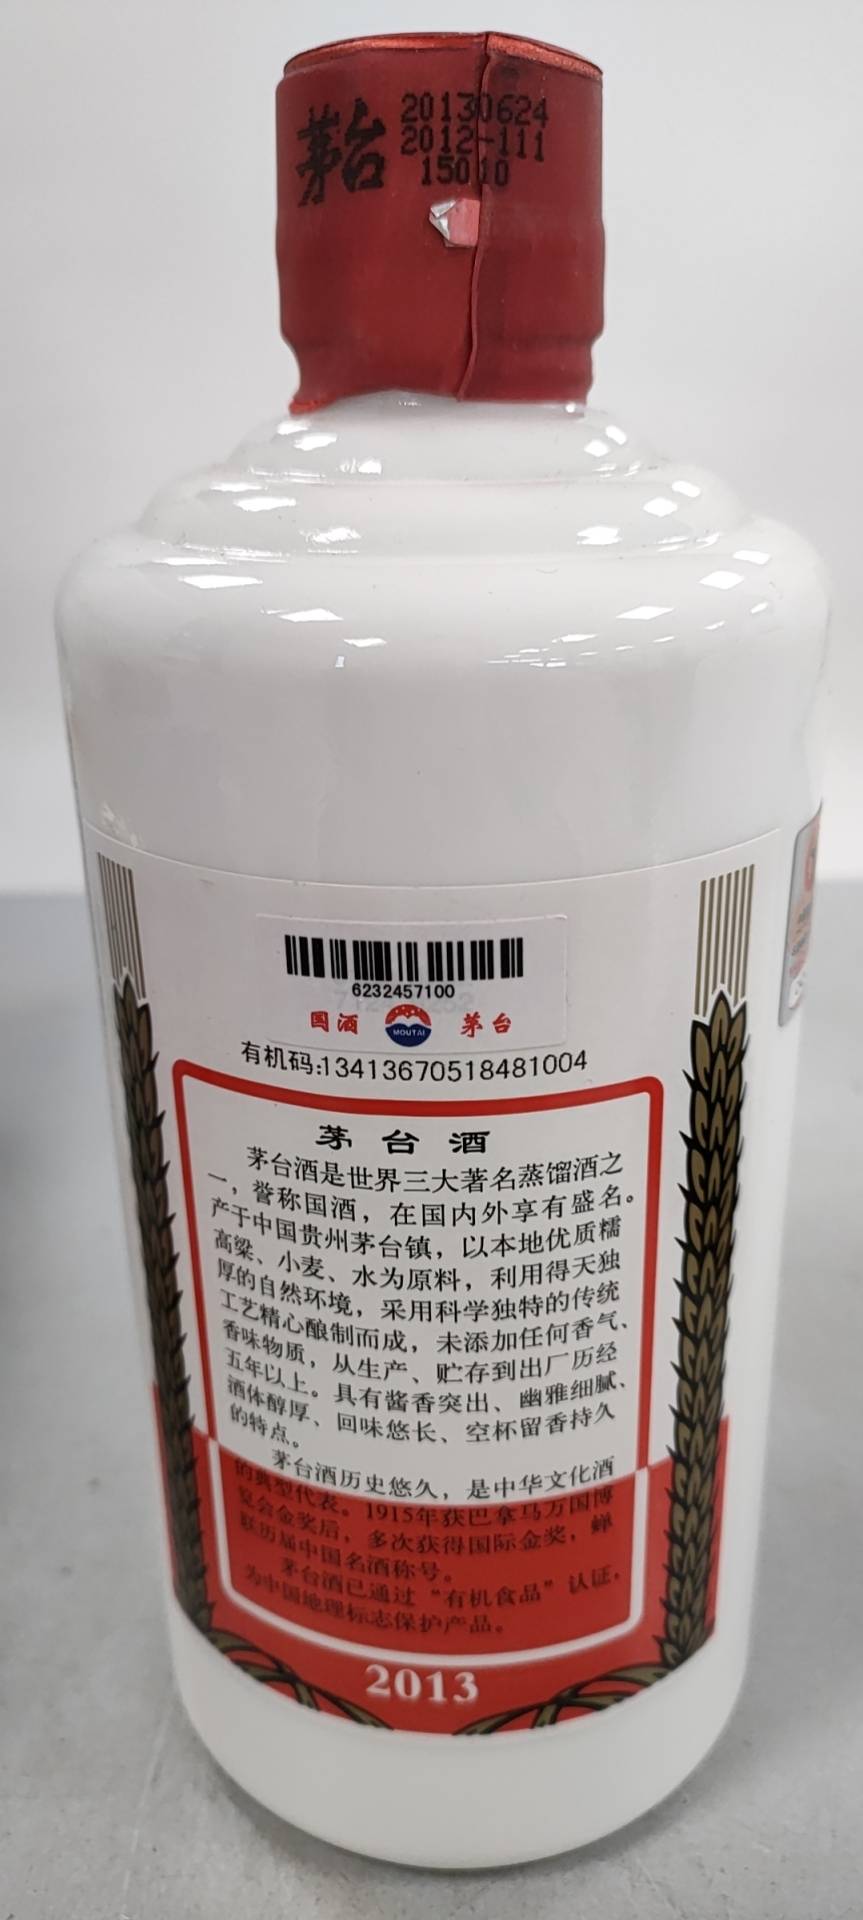 茅台
20130624
2012-111
15010
6232457100
国酒
MOUTAI
茅台
有机码:13413670518481004
茅台酒
茅台酒是世界三大著名蒸馏酒之
一，誉称国酒，在国内外享有盛名。
产于中国贵州茅台镇，以本地优质糯
高粱、小麦、水为原料，利用得天独
厚的自然环境，采用科学独特的传统
工艺精心酿制而成，未添加任何香气、
香味物质，从生产、贮存到出厂历经
五年以上。具有酱香突出、幽雅细腻、
酒体醇厚、回味悠长、空杯留香持久
的特点。
茅台酒历史悠久，是中华文化酒
的典型代表。1915年获巴拿马万国博
览会金奖后，多次获得国际金奖，蝉
联历届中国名酒称号。
茅台酒已通过“有机食品”认证，
为中国地理标志保护产品。
2013